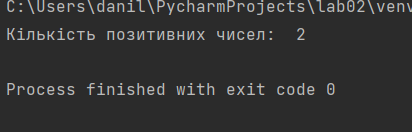 C:\Users\danil\PycharmProjects\lab02\venv
Кількість позитивних чисел:  2
Process finished with exit code 0